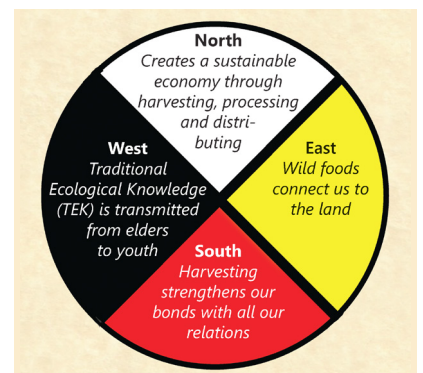 North
Creates a sustainable
economy through
harvesting, processing
and distri-
buting
West
Traditional
Ecological Knowledge
(TEK) is transmitted
from elders
to youth
East
Wild foods
connect us to
the land
South
Harvesting
strengthens our
bonds with all our
relations